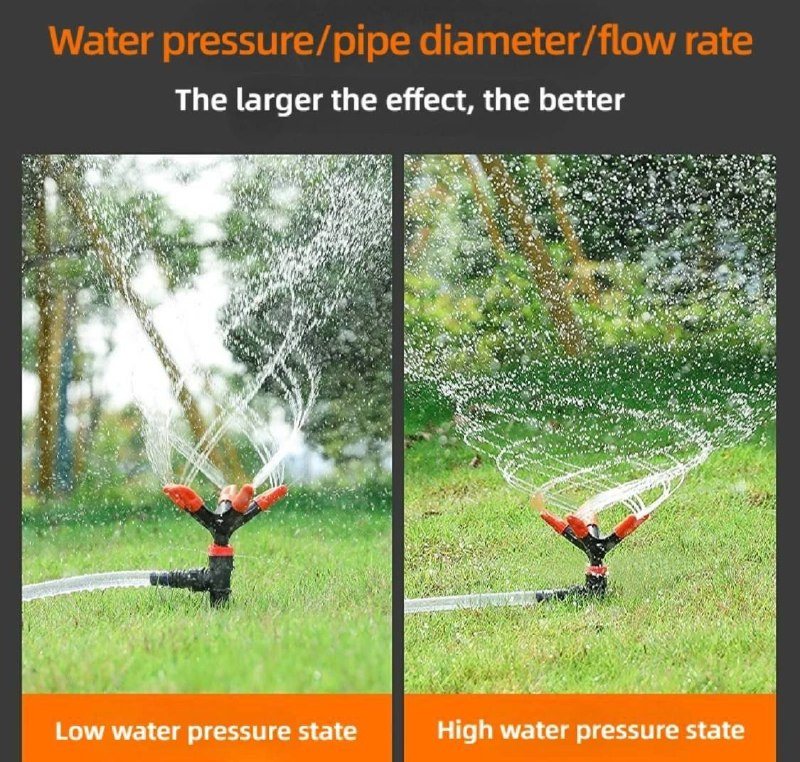 Water pressure/pipe diameter/flow rate
The larger the effect, the better
Low water pressure state
High water pressure state